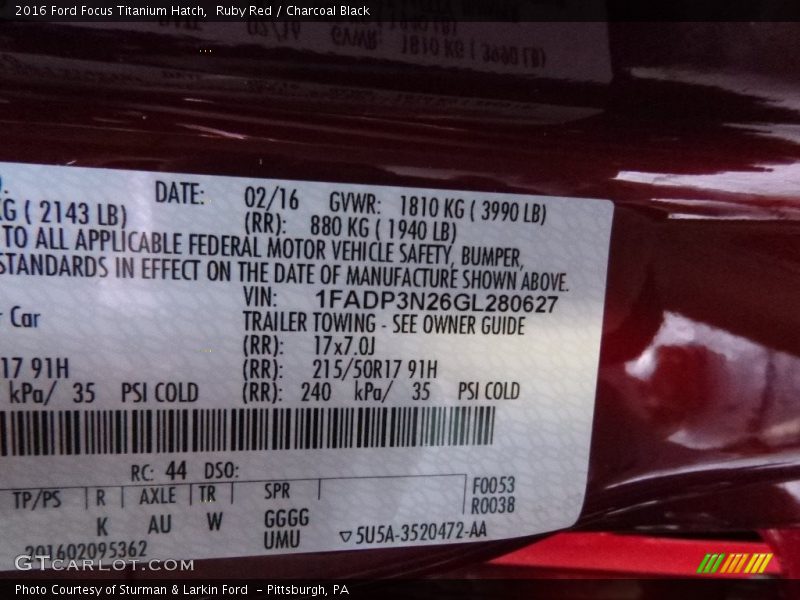 2016 Ford Focus Titanium Hatch,  Ruby Red / Charcoal Black
DATE: 02/16 GVWR: 1810 KG ( 3990 LB)
KG ( 2143 LB) (RR): 880 KG ( 1940 LB)
TO ALL APPLICABLE FEDERAL MOTOR VEHICLE SAFETY, BUMPER,
STANDARDS IN EFFECT ON THE DATE OF MANUFACTURE SHOWN ABOVE.
VIN: 1FADP3N26GL280627
Car TRAILER TOWING - SEE OWNER GUIDE
(RR): 17x7.0J
17 91H (RR): 215/50R17 91H
kPa/ 35 PSI COLD (RR): 240 kPa/ 35 PSI COLD
RC: 44 DSO:
TP/PS R AXLE TR SPR F0053
R0038
K AU W GGGG
UMU ▽5U5A-3520472-AA
201602095362
GTCARLOT.COM
Photo Courtesy of Sturman & Larkin Ford  - Pittsburgh, PA